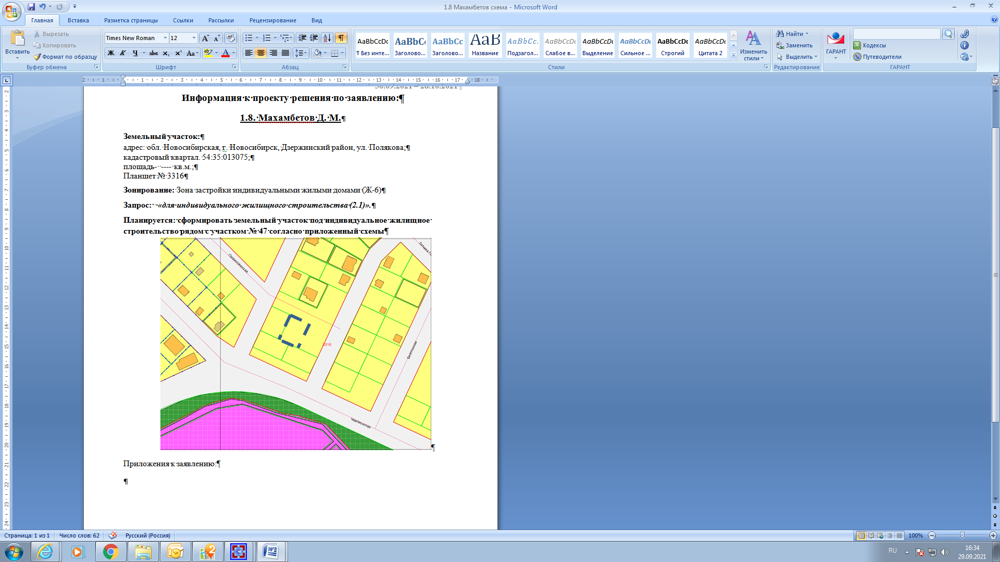 1.8 Махамбетов схема - Microsoft Word
Главная Вставка Разметка страницы Ссылки Рассылки Рецензирование Вид
Вставить
Вырезать
Копировать
Формат по образцу
Буфер обмена
Times New Roman 12
Ж К Ч abc x₂ x² Aa
Шрифт
Абзац
AaBbCcDc AaBbC AaBbCc AaB AaBbCc. AaBbCcDc AaBbCcDc AaBbCcDc AaBbCcDc AaBbCcDc
¶ Без инте... Заголово... Заголово... Название Подзагол... Слабое в... Выделение Сильное ... Строгий Цитата 2
Стили
Изменить стили
Найти
Заменить
Выделить
Редактирование
ГАРАНТ
Кодексы
Путеводители
ГАРАНТ
30.09.2021 – 28.10.2021
Информация к проекту решения по заявлению:¶
1.8. Махамбетов Д. М.¶
Земельный участок:¶
адрес: обл. Новосибирская, г. Новосибирск, Дзержинский район, ул. Полякова;¶
кадастровый квартал. 54:35:013075;¶
площадь- ---- кв.м.;¶
Планшет № 3316¶
Зонирование: Зона застройки индивидуальными жилыми домами (Ж-6)¶
Запрос: «для индивидуального жилищного строительства (2.1)».¶
Планируется: сформировать земельный участок под индивидуальное жилищное
строительство рядом с участком № 47 согласно приложенный схемы¶
Патриотическая
3316
Биатлонная
Чемпионская
¶
Приложения к заявлению:¶
¶
Страница: 1 из 1 Число слов: 62 Русский (Россия) 100%
RU
16:34
29.09.2021